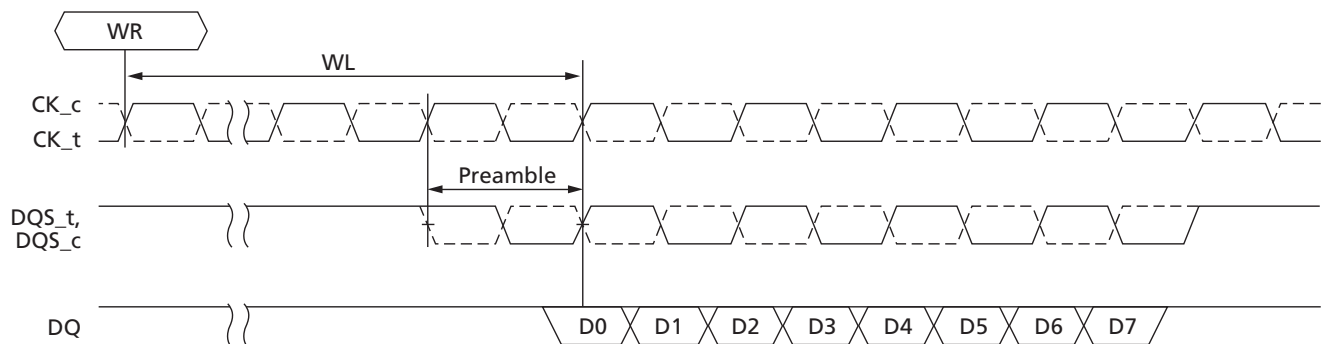 WR
WL
CK_c
CK_t
Preamble
DQS_t,
DQS_c
DQ
D0
D1
D2
D3
D4
D5
D6
D7